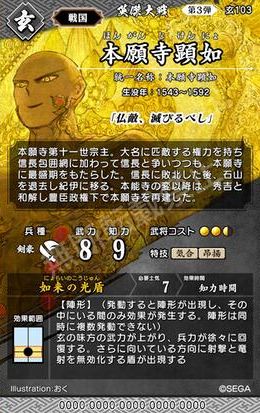 玄
戦国
英傑大戦
第3弾
玄103
ほんがんじ けんにょ
本願寺顕如
統一名称：本願寺顕如
生没年：1543～1592
「仏敵、滅びるべし」
本願寺第十一世宗主。大名に匹敵する権力を持ち
信長包囲網に加わって信長と争いつつも、本願寺
に最盛期をもたらした。信長に敗北した後、石山
を退去し紀伊に移る。本能寺の変以降は、秀吉と
和解し豊臣政権下で本願寺を再建した。
兵種 武力 知力 武将コスト
剣豪 8 9 特技 気合 昂揚
にょらいのこうじゅん
如来の光盾
必要士気 7
効果時間 知力時間
効果範囲
【陣形】（発動すると陣形が出現し、その
中にいる間のみ効果が発生する。陣形は同
時に複数発動できない）
玄の味方の武力が上がり、兵力が徐々に回
復する。さらに向いている方向に射撃と竜
射を無効化する盾が出現する
Illustration:おく
©SEGA
0000-0000-0000-0000-0000